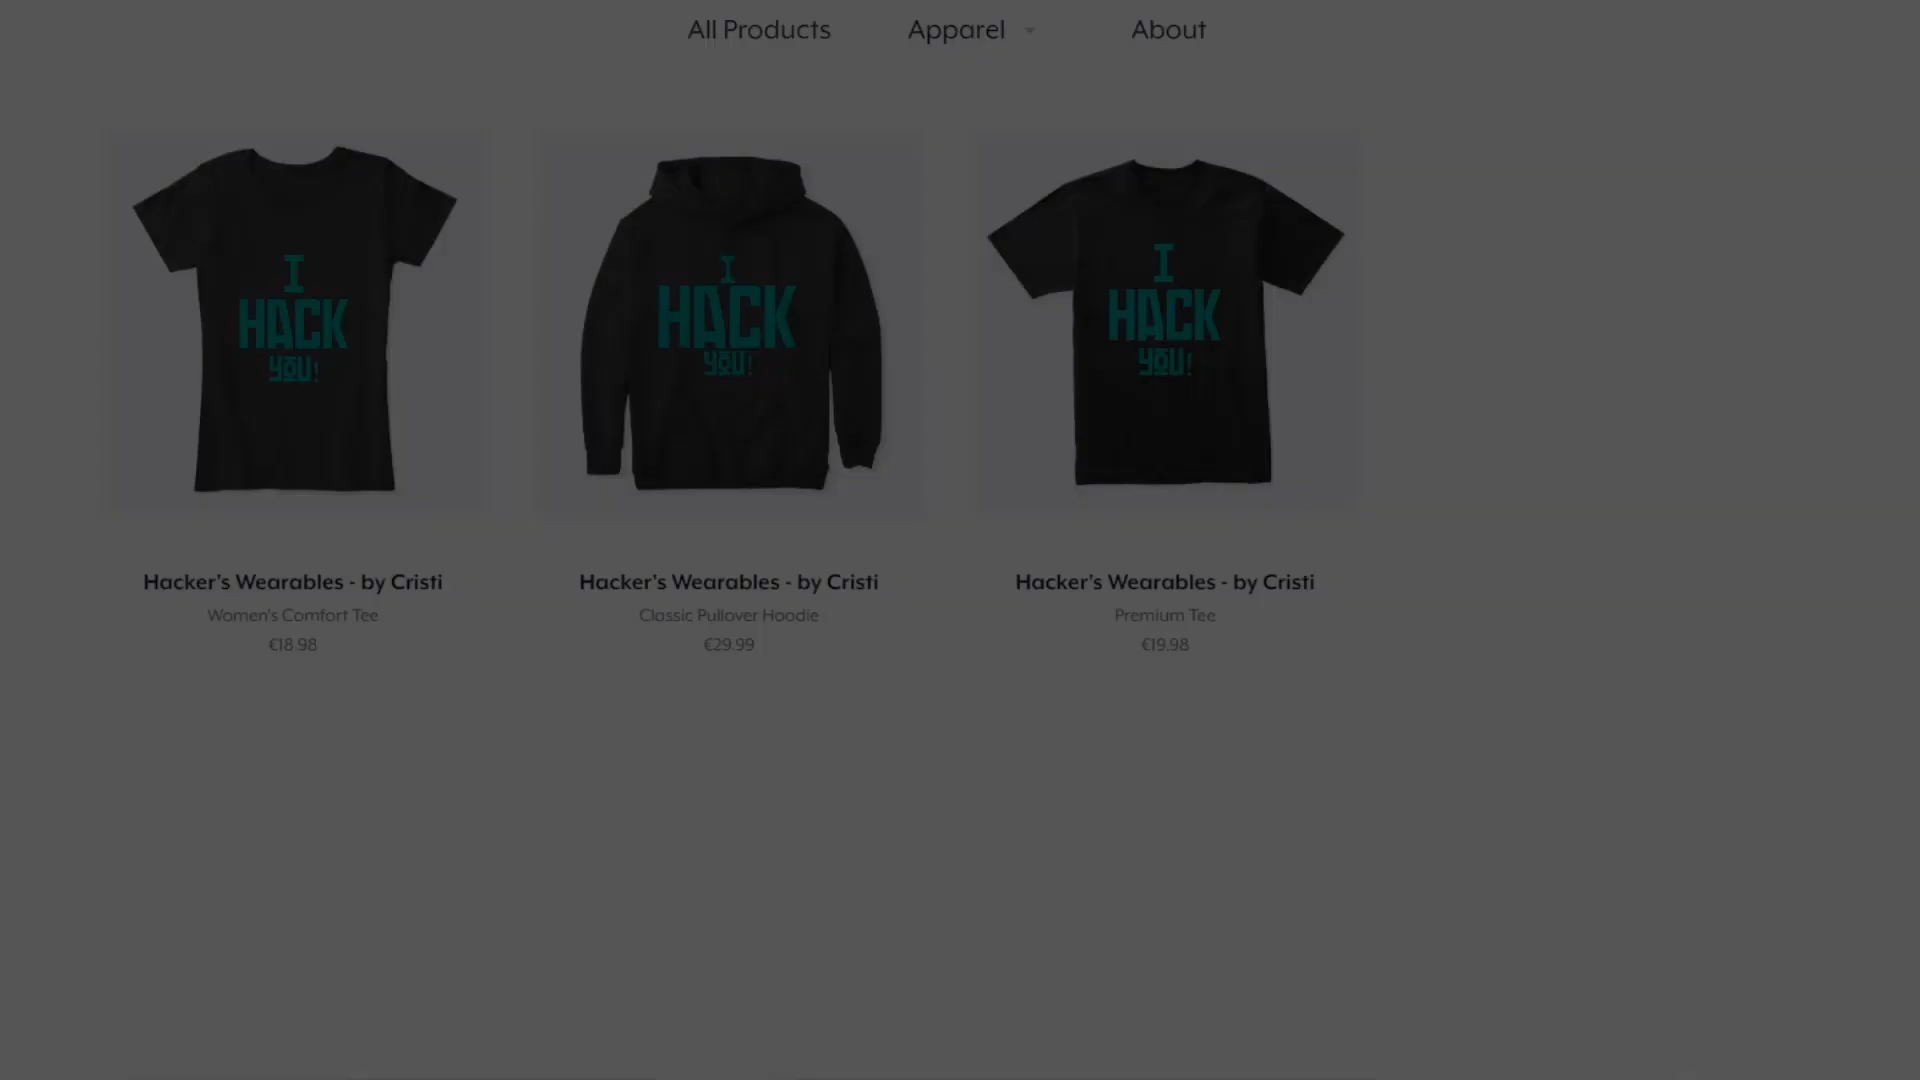 All Products Apparel About
I
HACK
YOU!
I
HACK
YOU!
I
HACK
YOU!
Hacker's Wearables - by Cristi
Women's Comfort Tee
€18.98
Hacker's Wearables - by Cristi
Classic Pullover Hoodie
€29.99
Hacker's Wearables - by Cristi
Premium Tee
€19.98